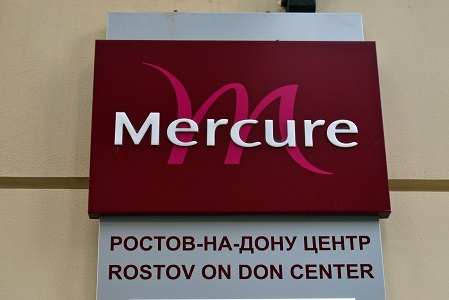 Mercure
РОСТОВ-НА-ДОНУ ЦЕНТР
ROSTOV ON DON CENTER